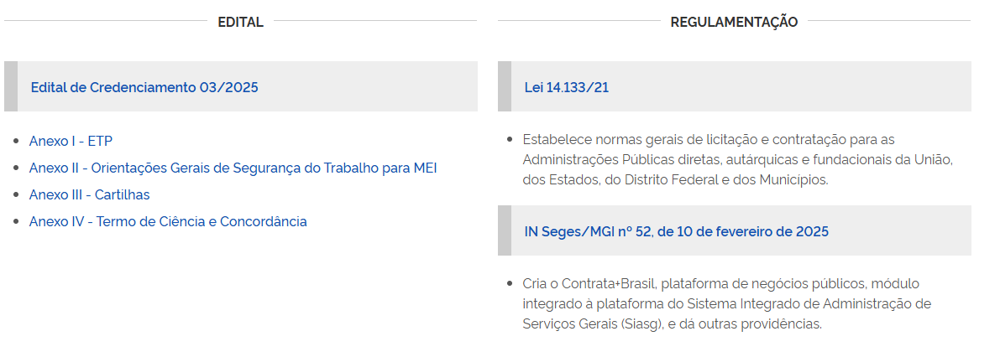 EDITAL
Edital de Credenciamento 03/2025
Anexo I - ETP
Anexo II - Orientações Gerais de Segurança do Trabalho para MEI
Anexo III - Cartilhas
Anexo IV - Termo de Ciência e Concordância
REGULAMENTAÇÃO
Lei 14.133/21
Estabelece normas gerais de licitação e contratação para as
Administrações Públicas diretas, autárquicas e fundacionais da União,
dos Estados, do Distrito Federal e dos Municípios.
IN Seges/MGI nº 52, de 10 de fevereiro de 2025
Cria o Contrata+Brasil, plataforma de negócios públicos, módulo
integrado à plataforma do Sistema Integrado de Administração de
Serviços Gerais (Siasg), e dá outras providências.